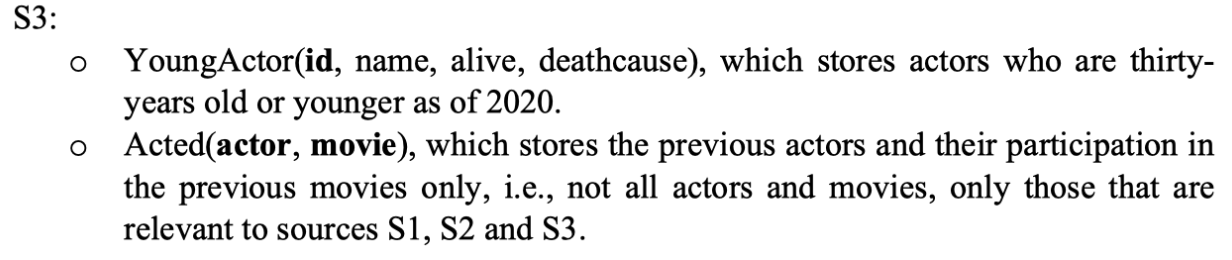 S3:
○ YoungActor(id, name, alive, deathcause), which stores actors who are thirty-
years old or younger as of 2020.
○ Acted(actor, movie), which stores the previous actors and their participation in
the previous movies only, i.e., not all actors and movies, only those that are
relevant to sources S1, S2 and S3.